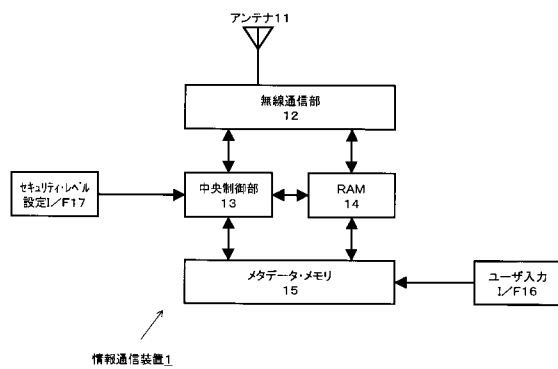 アンテナ11
無線通信部
12
セキュリティ・レベル
設定I/F17
中央制御部
13
RAM
14
メタデータ・メモリ
15
ユーザ入力
I/F16
情報通信装置1